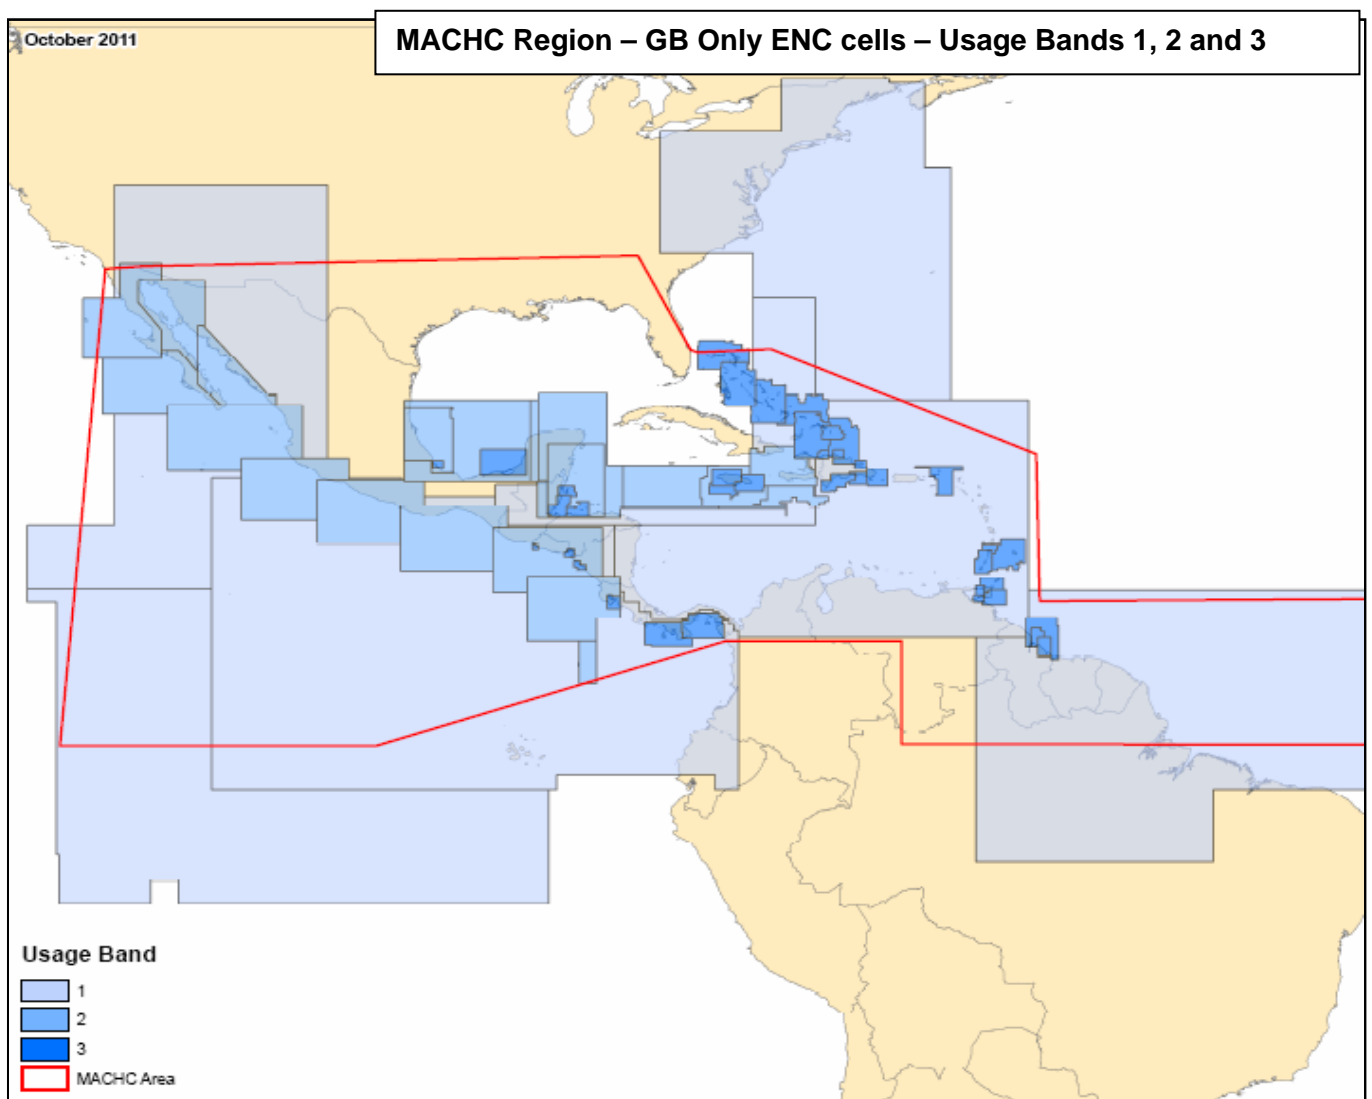 October 2011
MACHC Region – GB Only ENC cells – Usage Bands 1, 2 and 3
Usage Band
1
2
3
MACHC Area